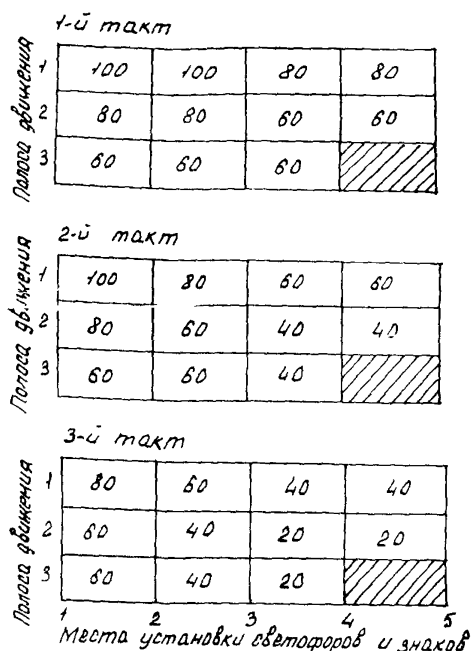 1-й такт
Полоса движения
1 100 100 80 80
2 80 80 60 60
3 60 60 60
2-й такт
Полоса движения
1 100 80 60 60
2 80 60 40 40
3 60 60 40
3-й такт
Полоса движения
1 80 60 40 40
2 60 40 20 20
3 60 40 20
1 2 3 4 5
Места установки светофоров и знаков